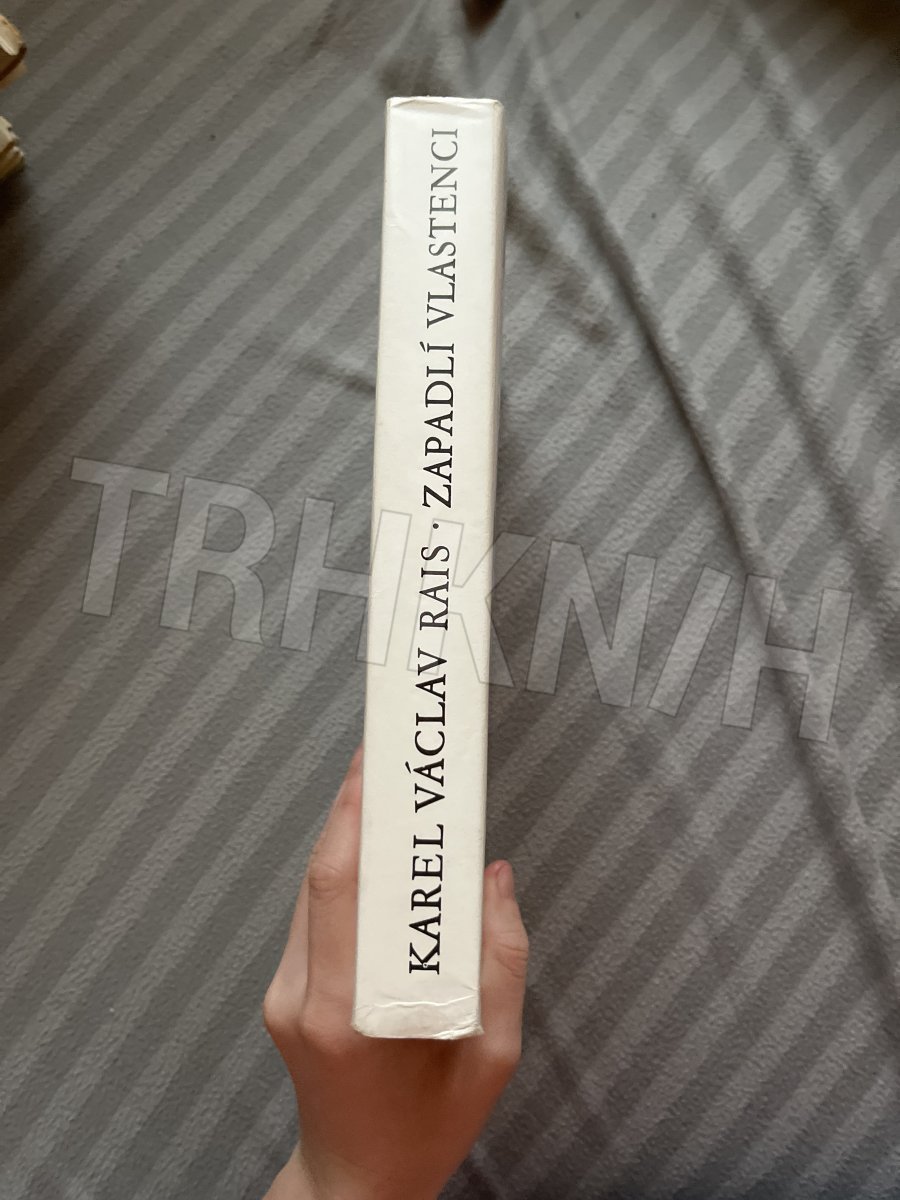 KAREL VÁCLAV RAIS · ZAPADLÍ VLASTENCI
TRHKNIH